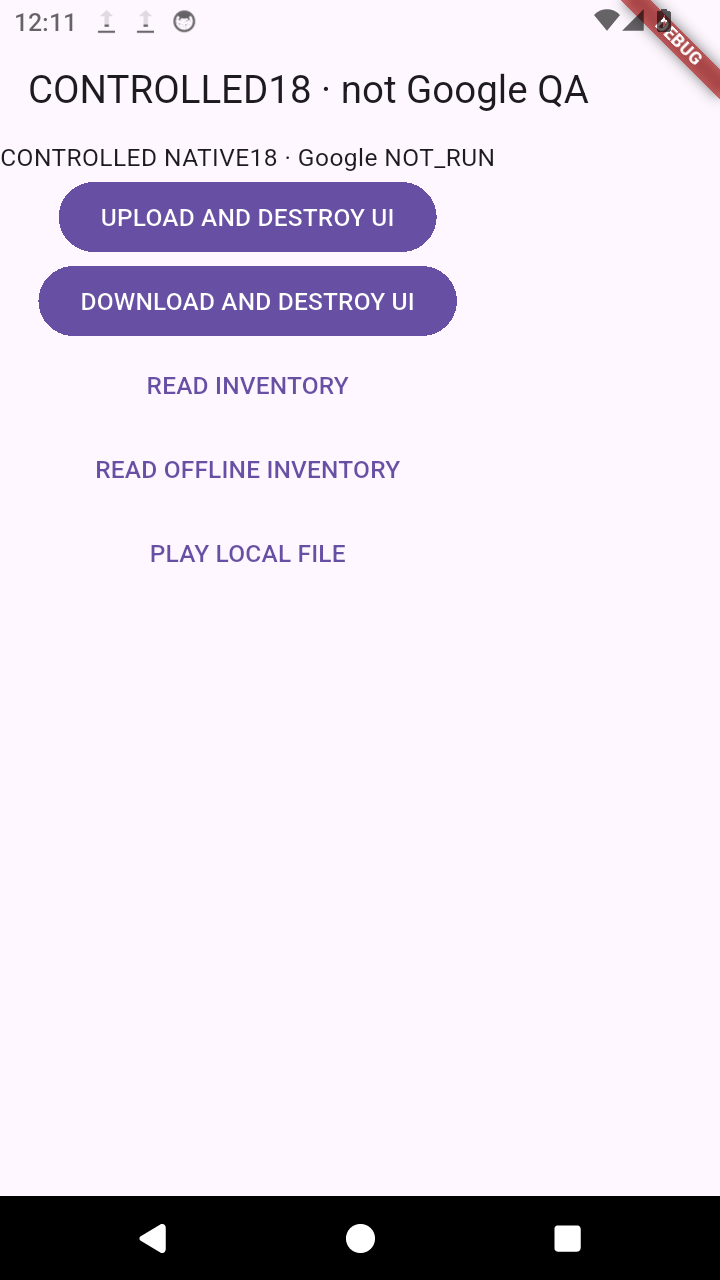 12:11
DEBUG
CONTROLLED18 · not Google QA
CONTROLLED NATIVE18 · Google NOT_RUN
UPLOAD AND DESTROY UI
DOWNLOAD AND DESTROY UI
READ INVENTORY
READ OFFLINE INVENTORY
PLAY LOCAL FILE